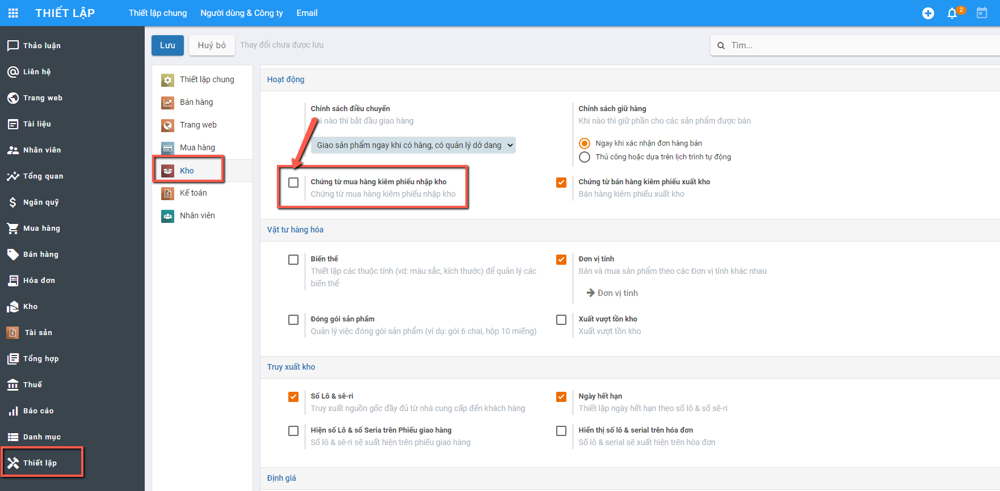 THIẾT LẬP
Thiết lập chung
Người dùng & Công ty
Email
2
Thảo luận
Liên hệ
Trang web
Tài liệu
Nhân viên
Tổng quan
Ngân quỹ
Mua hàng
Bán hàng
Hóa đơn
Kho
Tài sản
Tổng hợp
Thuế
Báo cáo
Danh mục
Thiết lập
Lưu
Huỷ bỏ
Thay đổi chưa được lưu
Tìm...
Thiết lập chung
Bán hàng
Trang web
Mua hàng
Kho
Kế toán
Nhân viên
Hoạt động
Chính sách điều chuyển
nào thì bắt đầu giao hàng
Giao sản phẩm ngay khi có hàng, có quản lý dở dang
Chính sách giữ hàng
Khi nào thì giữ phần cho các sản phẩm được bán
Ngay khi xác nhận đơn hàng bán
Thủ công hoặc dựa trên lịch trình tự động
Chứng từ mua hàng kiêm phiếu nhập kho
Chứng từ mua hàng kiêm phiếu nhập kho
Chứng từ bán hàng kiêm phiếu xuất kho
Bán hàng kiêm phiếu xuất kho
Vật tư hàng hóa
Biến thể
Thiết lập các thuộc tính (vd: màu sắc, kích thước) để quản lý các
biến thể
Đơn vị tính
Bán và mua sản phẩm theo các Đơn vị tính khác nhau
Đơn vị tính
Đóng gói sản phẩm
Quản lý việc đóng gói sản phẩm (ví dụ: gói 6 chai, hộp 10 miếng)
Xuất vượt tồn kho
Xuất vượt tồn kho
Truy xuất kho
Số Lô & sê-ri
Truy xuất nguồn gốc đầy đủ từ nhà cung cấp đến khách hàng
Ngày hết hạn
Thiết lập ngày hết hạn theo số lô & số sê-ri
Hiện số Lô & số Seria trên Phiếu giao hàng
Số lô & sê-ri sẽ xuất hiện trên phiếu giao hàng
Hiển thị số lô & serial trên hóa đơn
Số lô & serial sẽ xuất hiện trên hóa đơn
Định giá